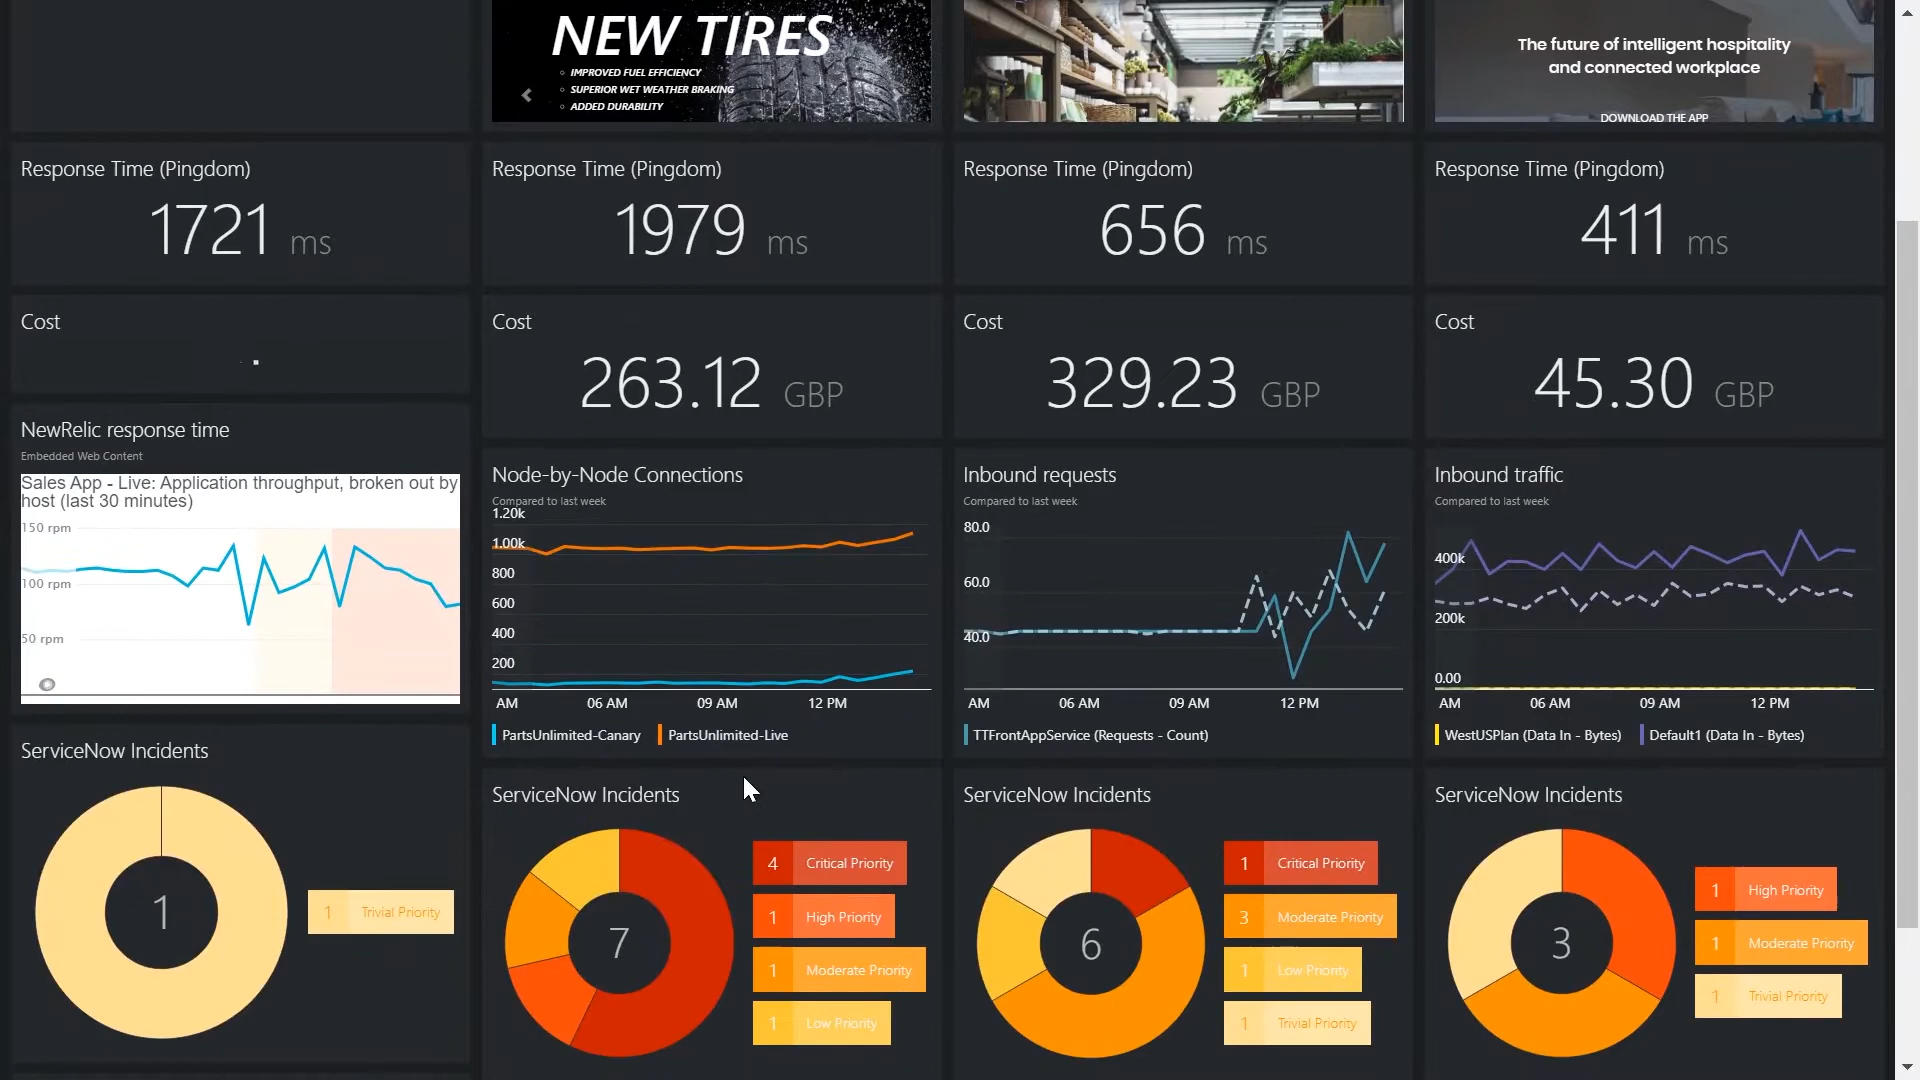 NEW TIRES
IMPROVED FUEL EFFICIENCY
SUPERIOR WET WEATHER BRAKING
ADDED DURABILITY
The future of intelligent hospitality
and connected workplace
DOWNLOAD THE APP
Response Time (Pingdom)
1721 ms
Response Time (Pingdom)
1979 ms
Response Time (Pingdom)
656 ms
Response Time (Pingdom)
411 ms
Cost
Cost
263.12 GBP
Cost
329.23 GBP
Cost
45.30 GBP
NewRelic response time
Embedded Web Content
Sales App - Live: Application throughput, broken out by
host (last 30 minutes)
150 rpm
100 rpm
50 rpm
Node-by-Node Connections
Compared to last week
1.20k
1.00k
800
600
400
200
AM 06 AM 09 AM 12 PM
PartsUnlimited-Canary PartsUnlimited-Live
Inbound requests
Compared to last week
80.0
60.0
40.0
AM 06 AM 09 AM 12 PM
TTFrontAppService (Requests - Count)
Inbound traffic
Compared to last week
400k
200k
0.00
AM 06 AM 09 AM 12 PM
WestUSPlan (Data In - Bytes) Default1 (Data In - Bytes)
ServiceNow Incidents
1
1 Trivial Priority
ServiceNow Incidents
7
4 Critical Priority
1 High Priority
1 Moderate Priority
1 Low Priority
ServiceNow Incidents
6
1 Critical Priority
3 Moderate Priority
1 Low Priority
1 Trivial Priority
ServiceNow Incidents
3
1 High Priority
1 Moderate Priority
1 Trivial Priority